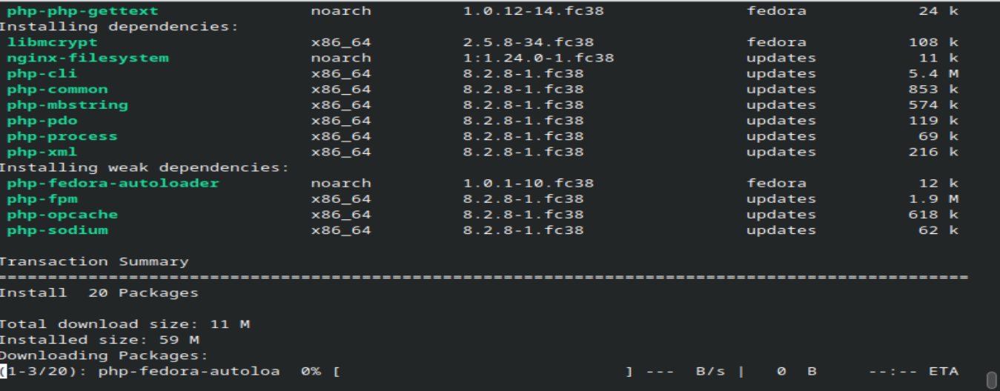 php-php-gettext noarch 1.0.12-14.fc38 fedora 24 k
Installing dependencies:
libmcrypt x86_64 2.5.8-34.fc38 fedora 108 k
nginx-filesystem noarch 1:1.24.0-1.fc38 updates 11 k
php-cli x86_64 8.2.8-1.fc38 updates 5.4 M
php-common x86_64 8.2.8-1.fc38 updates 853 k
php-mbstring x86_64 8.2.8-1.fc38 updates 574 k
php-pdo x86_64 8.2.8-1.fc38 updates 119 k
php-process x86_64 8.2.8-1.fc38 updates 69 k
php-xml x86_64 8.2.8-1.fc38 updates 216 k
Installing weak dependencies:
php-fedora-autoloader noarch 1.0.1-10.fc38 fedora 12 k
php-fpm x86_64 8.2.8-1.fc38 updates 1.9 M
php-opcache x86_64 8.2.8-1.fc38 updates 618 k
php-sodium x86_64 8.2.8-1.fc38 updates 62 k
Transaction Summary
================================================================================================
Install  20 Packages
Total download size: 11 M
Installed size: 59 M
Downloading Packages:
(1-3/20): php-fedora-autoloa  0% [ ] ---  B/s |   0  B     --:-- ETA